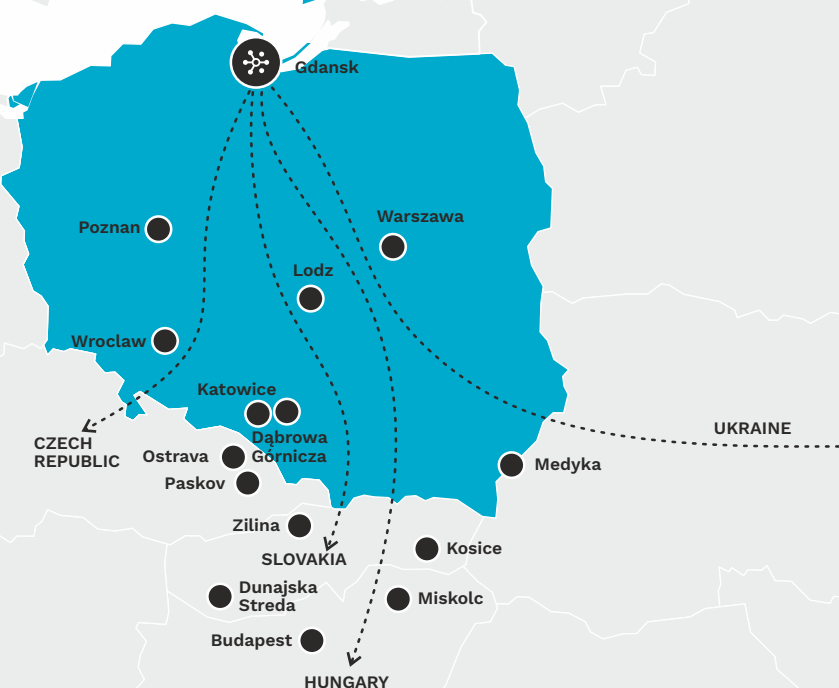 Gdansk
Warszawa
Poznan
Lodz
Wroclaw
Katowice
Dąbrowa
Górnicza
UKRAINE
CZECH
REPUBLIC
Ostrava
Medyka
Paskov
Zilina
SLOVAKIA
Kosice
Dunajska
Streda
Miskolc
Budapest
HUNGARY